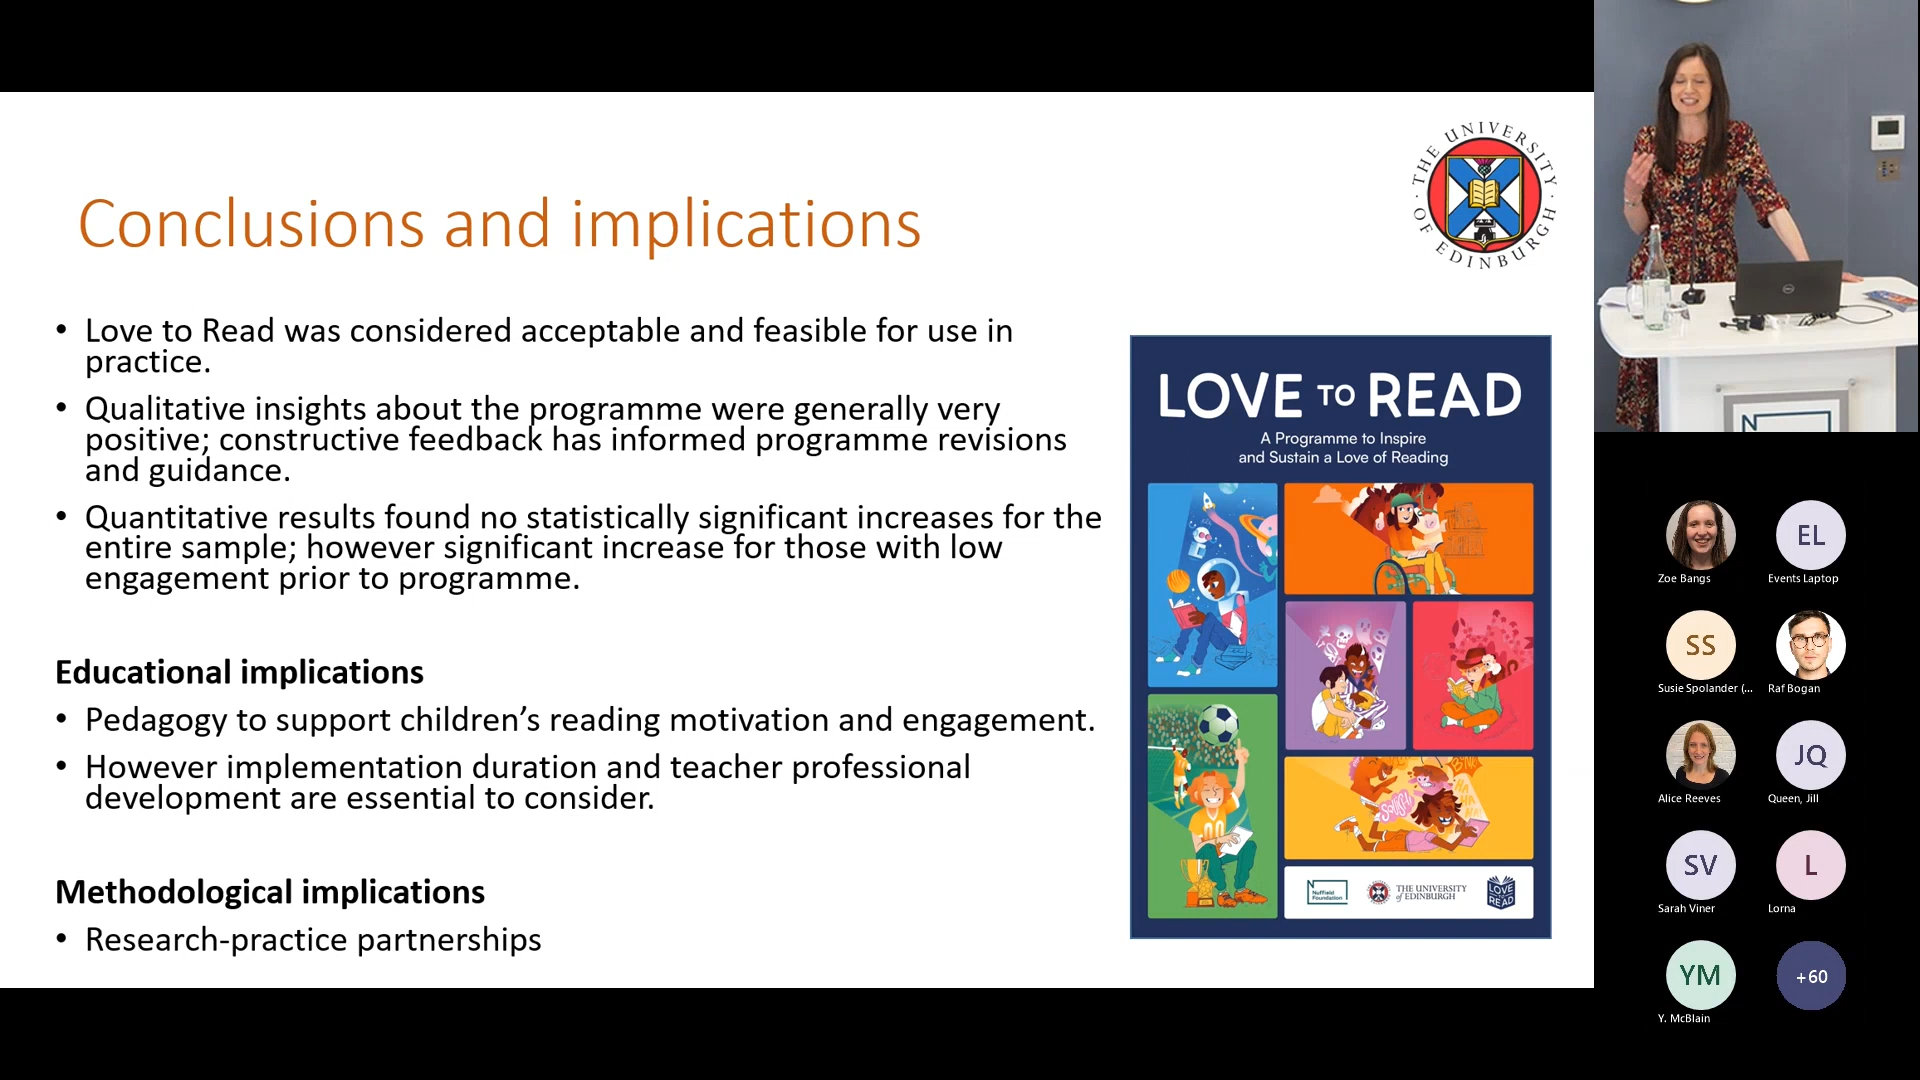 Conclusions and implications
THE UNIVERSITY OF EDINBURGH
• Love to Read was considered acceptable and feasible for use in
practice.
• Qualitative insights about the programme were generally very
positive; constructive feedback has informed programme revisions
and guidance.
• Quantitative results found no statistically significant increases for the
entire sample; however significant increase for those with low
engagement prior to programme.
Educational implications
• Pedagogy to support children’s reading motivation and engagement.
• However implementation duration and teacher professional
development are essential to consider.
Methodological implications
• Research-practice partnerships
LOVE TO READ
A Programme to Inspire
and Sustain a Love of Reading
Nuffield
Foundation
THE UNIVERSITY
of EDINBURGH
LOVE
TO
READ
Zoe Bangs
EL
Events Laptop
SS
Susie Spolander (...
Raf Bogan
Alice Reeves
JQ
Queen, Jill
SV
Sarah Viner
L
Lorna
YM
Y. McBlain
+60